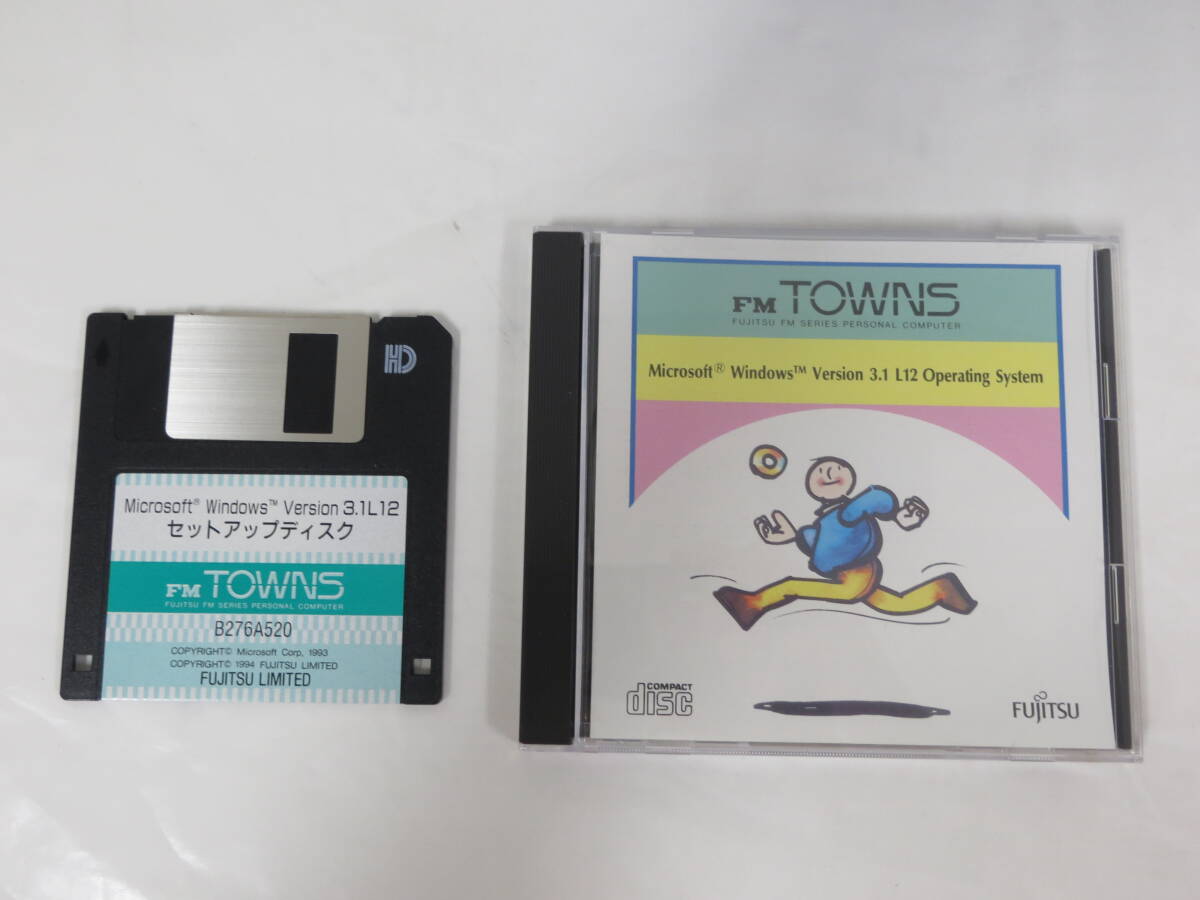 HD
Microsoft® Windows™ Version 3.1L12
セットアップディスク
FM TOWNS
FUJITSU FM SERIES PERSONAL COMPUTER
B276A520
COPYRIGHT© Microsoft Corp, 1993
COPYRIGHT© 1994 FUJITSU LIMITED
FUJITSU LIMITED
FM TOWNS
FUJITSU FM SERIES PERSONAL COMPUTER
Microsoft® Windows™ Version 3.1 L12 Operating System
COMPACT
disc
FUJITSU